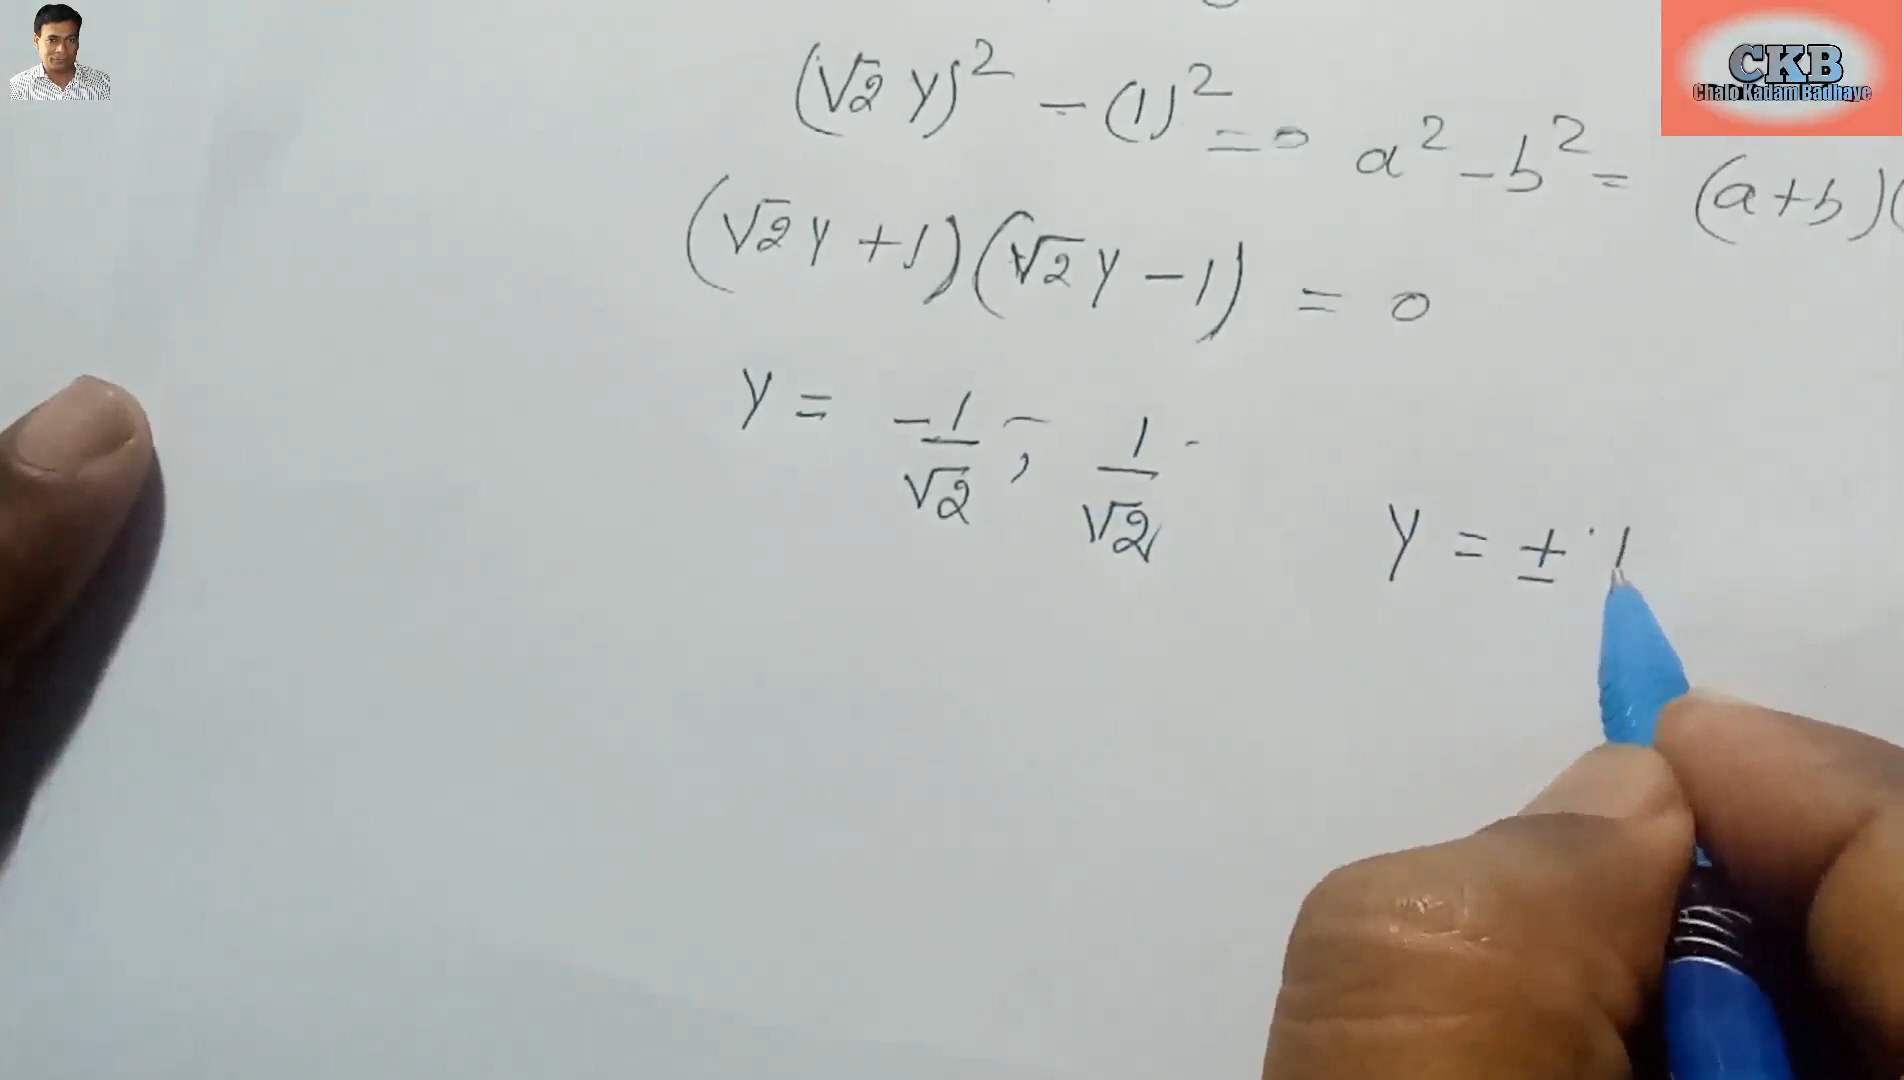 CKB
Chalo Kadam Badhaye
(√2 y)² - (1)² = 0 a² - b² = (a+b)(
(√2 y + 1)(√2 y - 1) = 0
y = -1/√2, 1/√2
y = ± 1